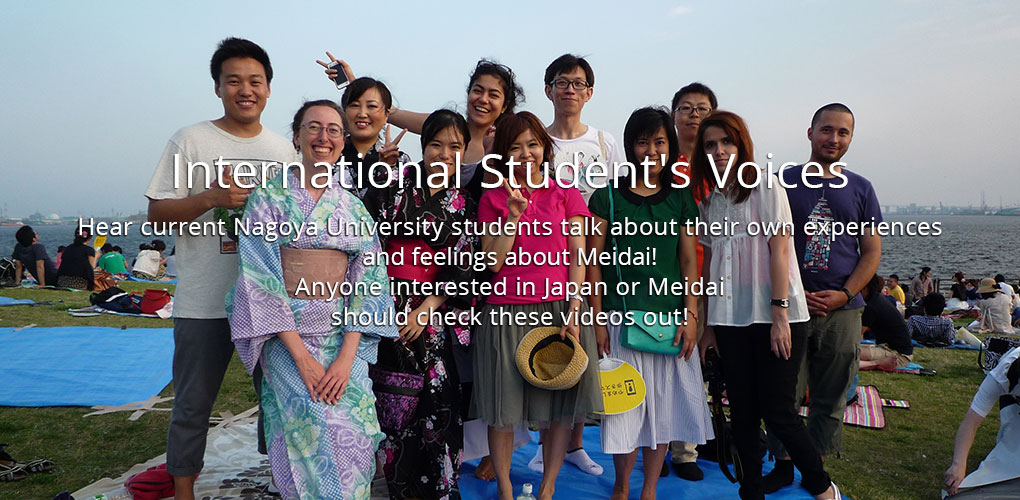 International Student's Voices
Hear current Nagoya University students talk about their own experiences
and feelings about Meidai!
Anyone interested in Japan or Meidai
should check these videos out!